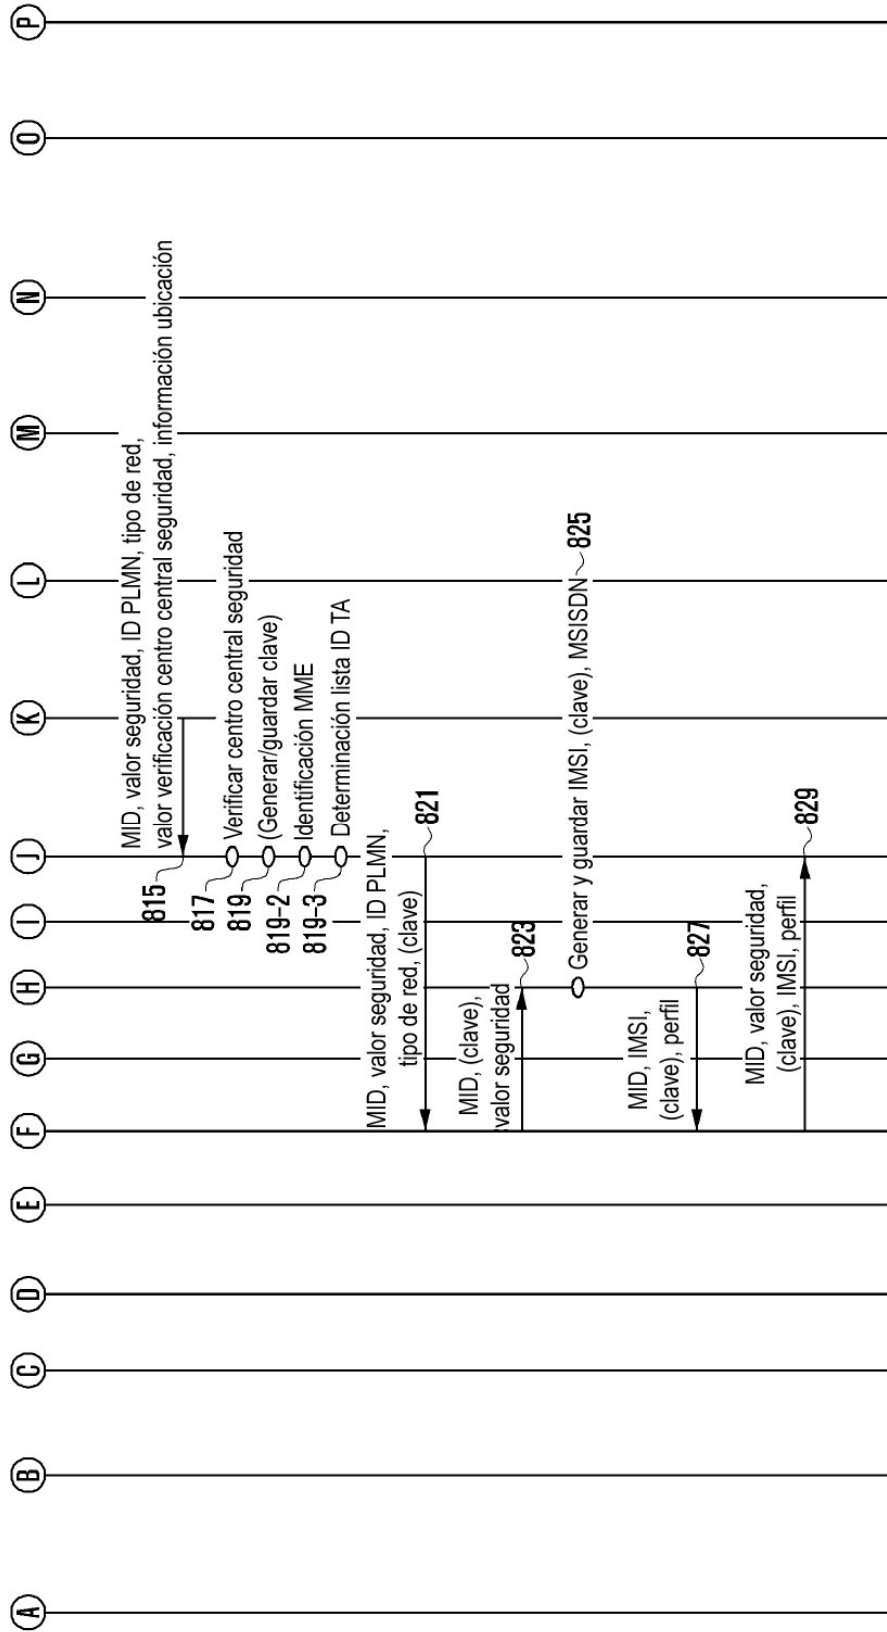 A
B
C
D
E
F
G
H
I
J
K
L
M
N
O
P
MID, valor seguridad, ID PLMN, tipo de red,
valor verificación centro central seguridad, información ubicación
815
817
Verificar centro central seguridad
819
(Generar/guardar clave)
819-2
Identificación MME
819-3
Determinación lista ID TA
MID, valor seguridad, ID PLMN,
tipo de red, (clave)
821
MID, (clave),
valor seguridad
823
Generar y guardar IMSI, (clave), MSISDN
825
MID, IMSI,
(clave), perfil
827
MID, valor seguridad,
(clave), IMSI, perfil
829